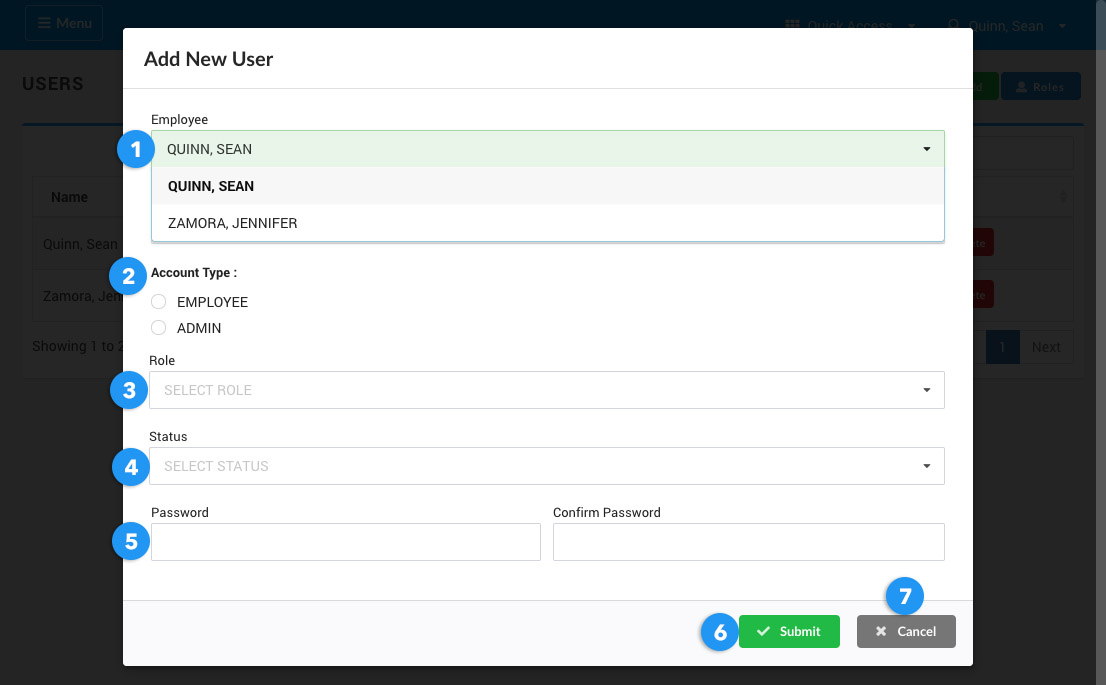 Menu
Quick Access
Quinn, Sean
Add New User
USERS
Roles
Employee
1
QUINN, SEAN
QUINN, SEAN
Name
ZAMORA, JENNIFER
Quinn, Sean
2
Account Type :
Zamora,
EMPLOYEE
ADMIN
Showing 1 to 2
1
Next
Role
3
SELECT ROLE
Status
4
SELECT STATUS
Password
Confirm Password
5
7
6
Submit
Cancel